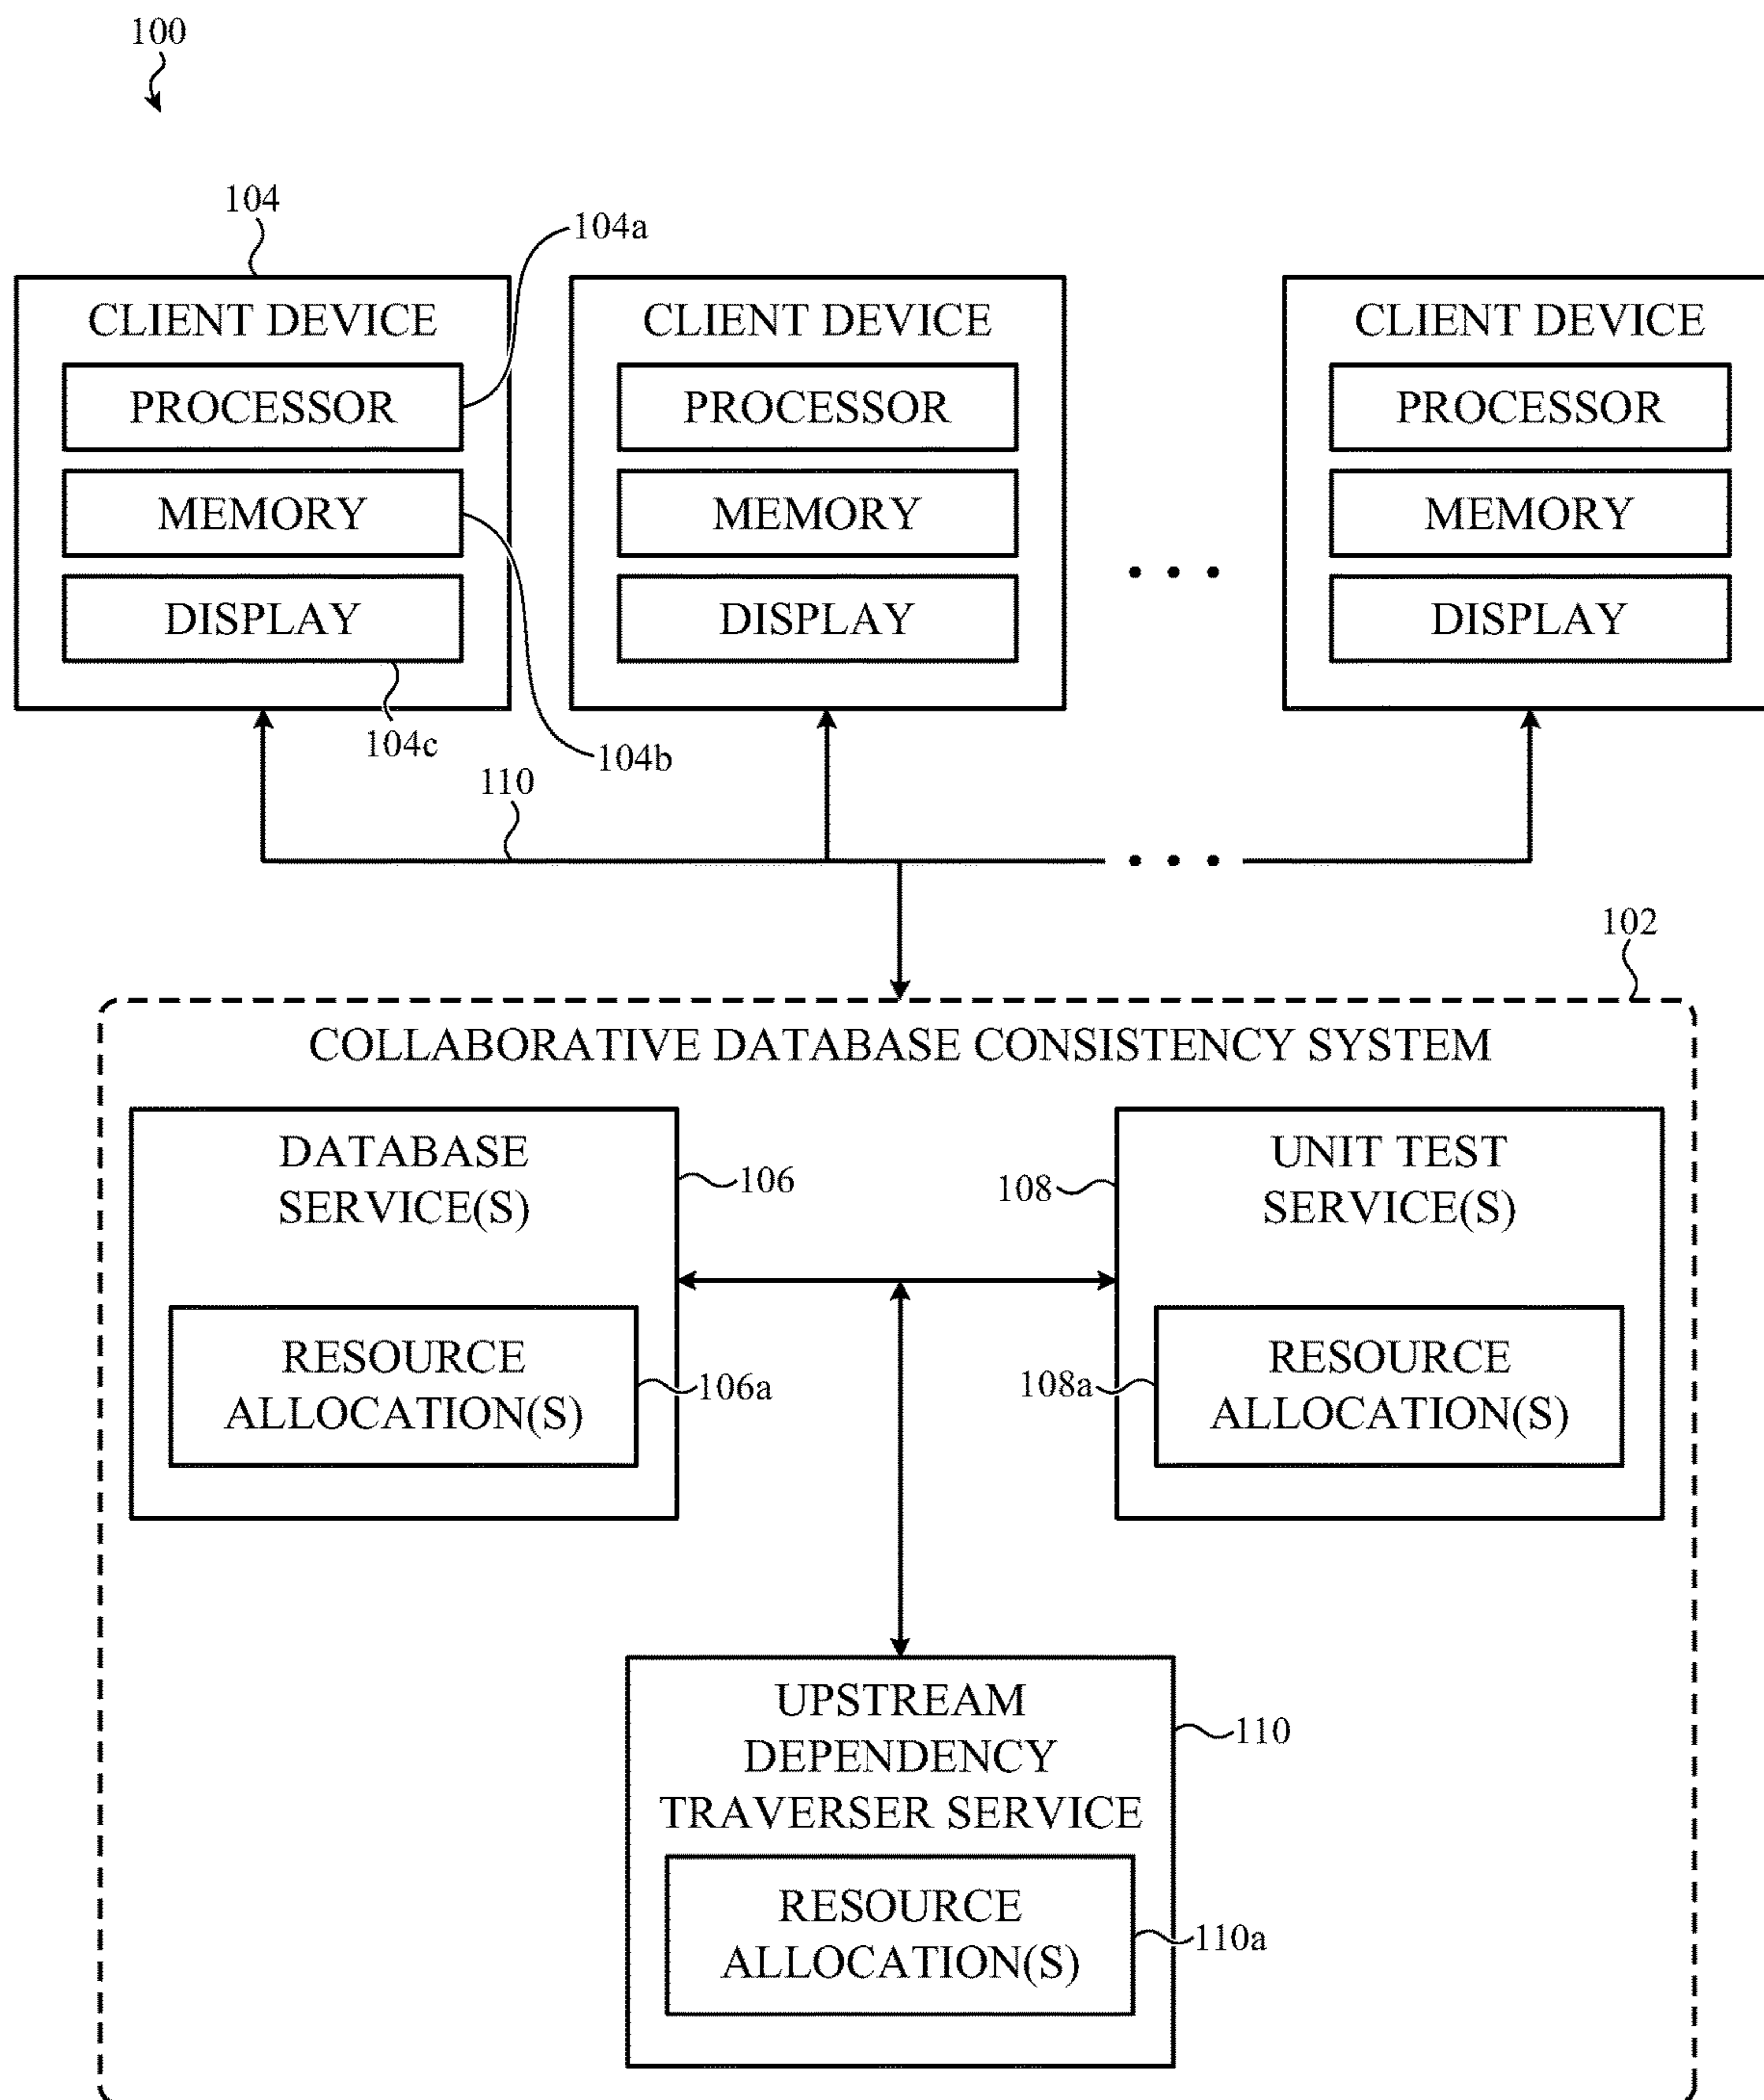 100
104
104a
CLIENT DEVICE
PROCESSOR
MEMORY
DISPLAY
CLIENT DEVICE
PROCESSOR
MEMORY
DISPLAY
CLIENT DEVICE
PROCESSOR
MEMORY
DISPLAY
104c
104b
110
102
COLLABORATIVE DATABASE CONSISTENCY SYSTEM
DATABASE
SERVICE(S)
106
RESOURCE
ALLOCATION(S)
106a
UNIT TEST
SERVICE(S)
108
RESOURCE
ALLOCATION(S)
108a
UPSTREAM
DEPENDENCY
TRAVERSER SERVICE
110
RESOURCE
ALLOCATION(S)
110a